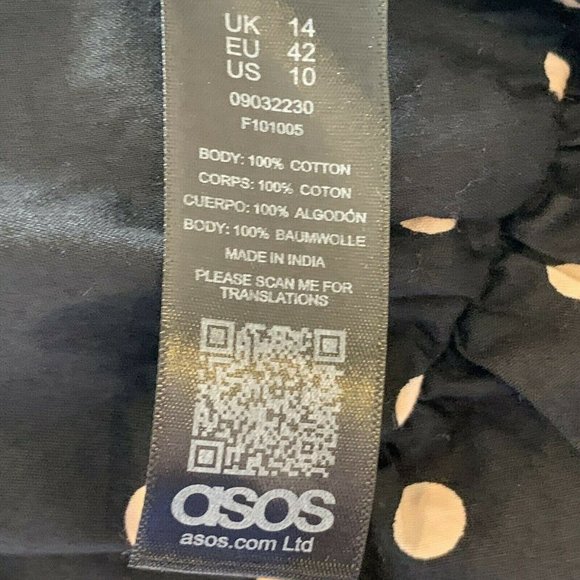 UK 14
EU 42
US 10
09032230
F101005
BODY: 100% COTTON
CORPS: 100% COTON
CUERPO: 100% ALGODÓN
BODY: 100% BAUMWOLLE
MADE IN INDIA
PLEASE SCAN ME FOR
TRANSLATIONS
asos
asos.com Ltd